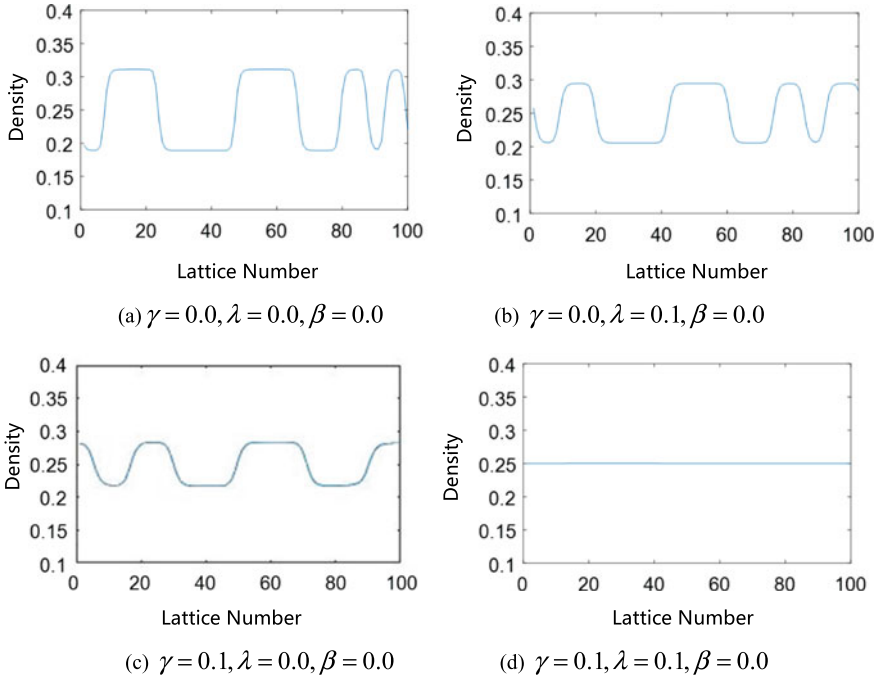 0.4
0.35
0.3
0.25
0.2
0.15
0.1
Density
0 20 40 60 80 100
Lattice Number
(a) γ = 0.0, λ = 0.0, β = 0.0
0.4
0.35
0.3
0.25
0.2
0.15
0.1
Density
0 20 40 60 80 100
Lattice Number
(b) γ = 0.0, λ = 0.1, β = 0.0
0.4
0.35
0.3
0.25
0.2
0.15
0.1
Density
0 20 40 60 80 100
Lattice Number
(c) γ = 0.1, λ = 0.0, β = 0.0
0.4
0.35
0.3
0.25
0.2
0.15
0.1
Density
0 20 40 60 80 100
Lattice Number
(d) γ = 0.1, λ = 0.1, β = 0.0